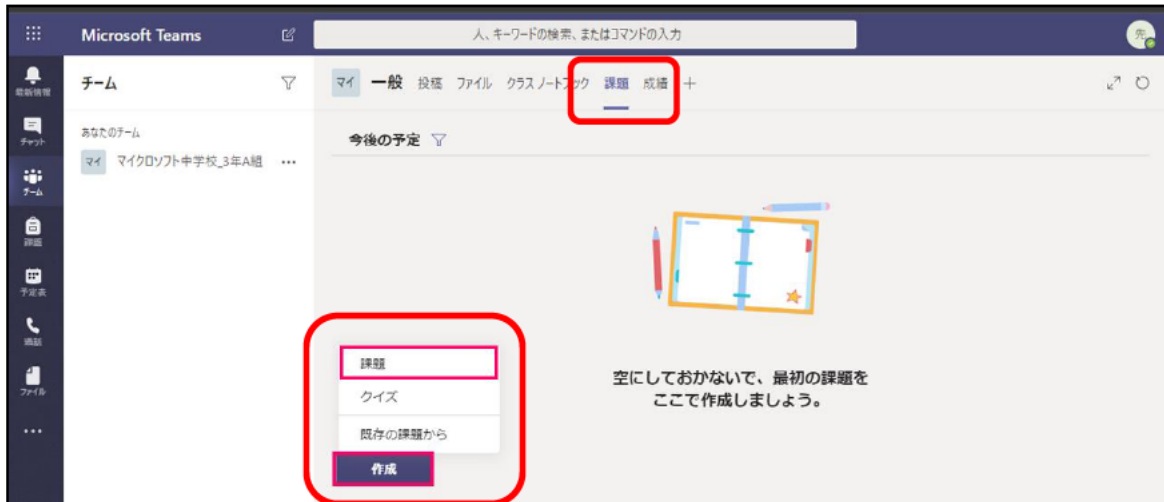 Microsoft Teams
人、キーワードの検索、またはコマンドの入力
先
最新情報
チーム
マイ 一般 投稿 ファイル クラス ノートブック 課題 成績 +
チャット
あなたのチーム
マイ マイクロソフト中学校_3年A組 ...
今後の予定
チーム
課題
予定表
通話
ファイル
...
課題
クイズ
既存の課題から
作成
空にしておかないで、最初の課題を
ここで作成しましょう。